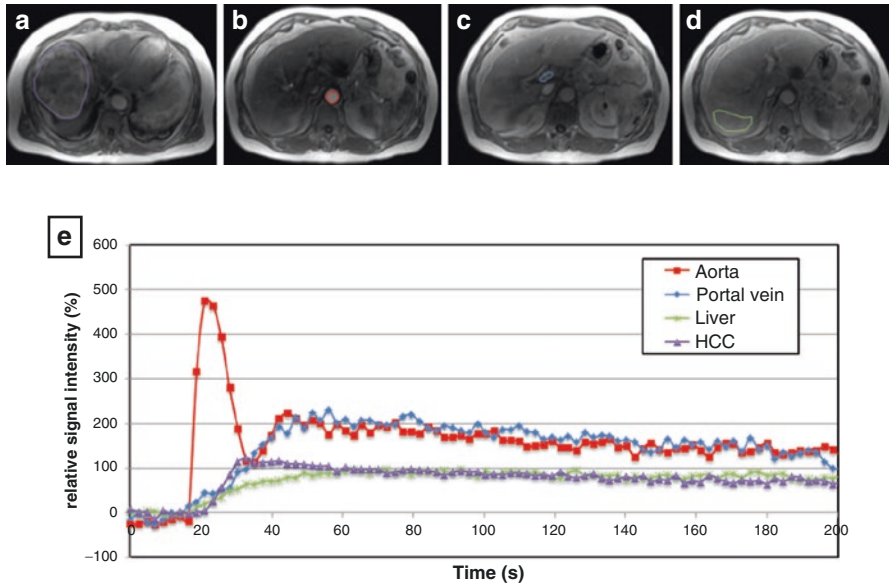 a
b
c
d
e
600
500
400
300
200
100
0
−100
relative signal intensity (%)
Aorta
Portal vein
Liver
HCC
0 20 40 60 80 100 120 140 160 180 200
Time (s)